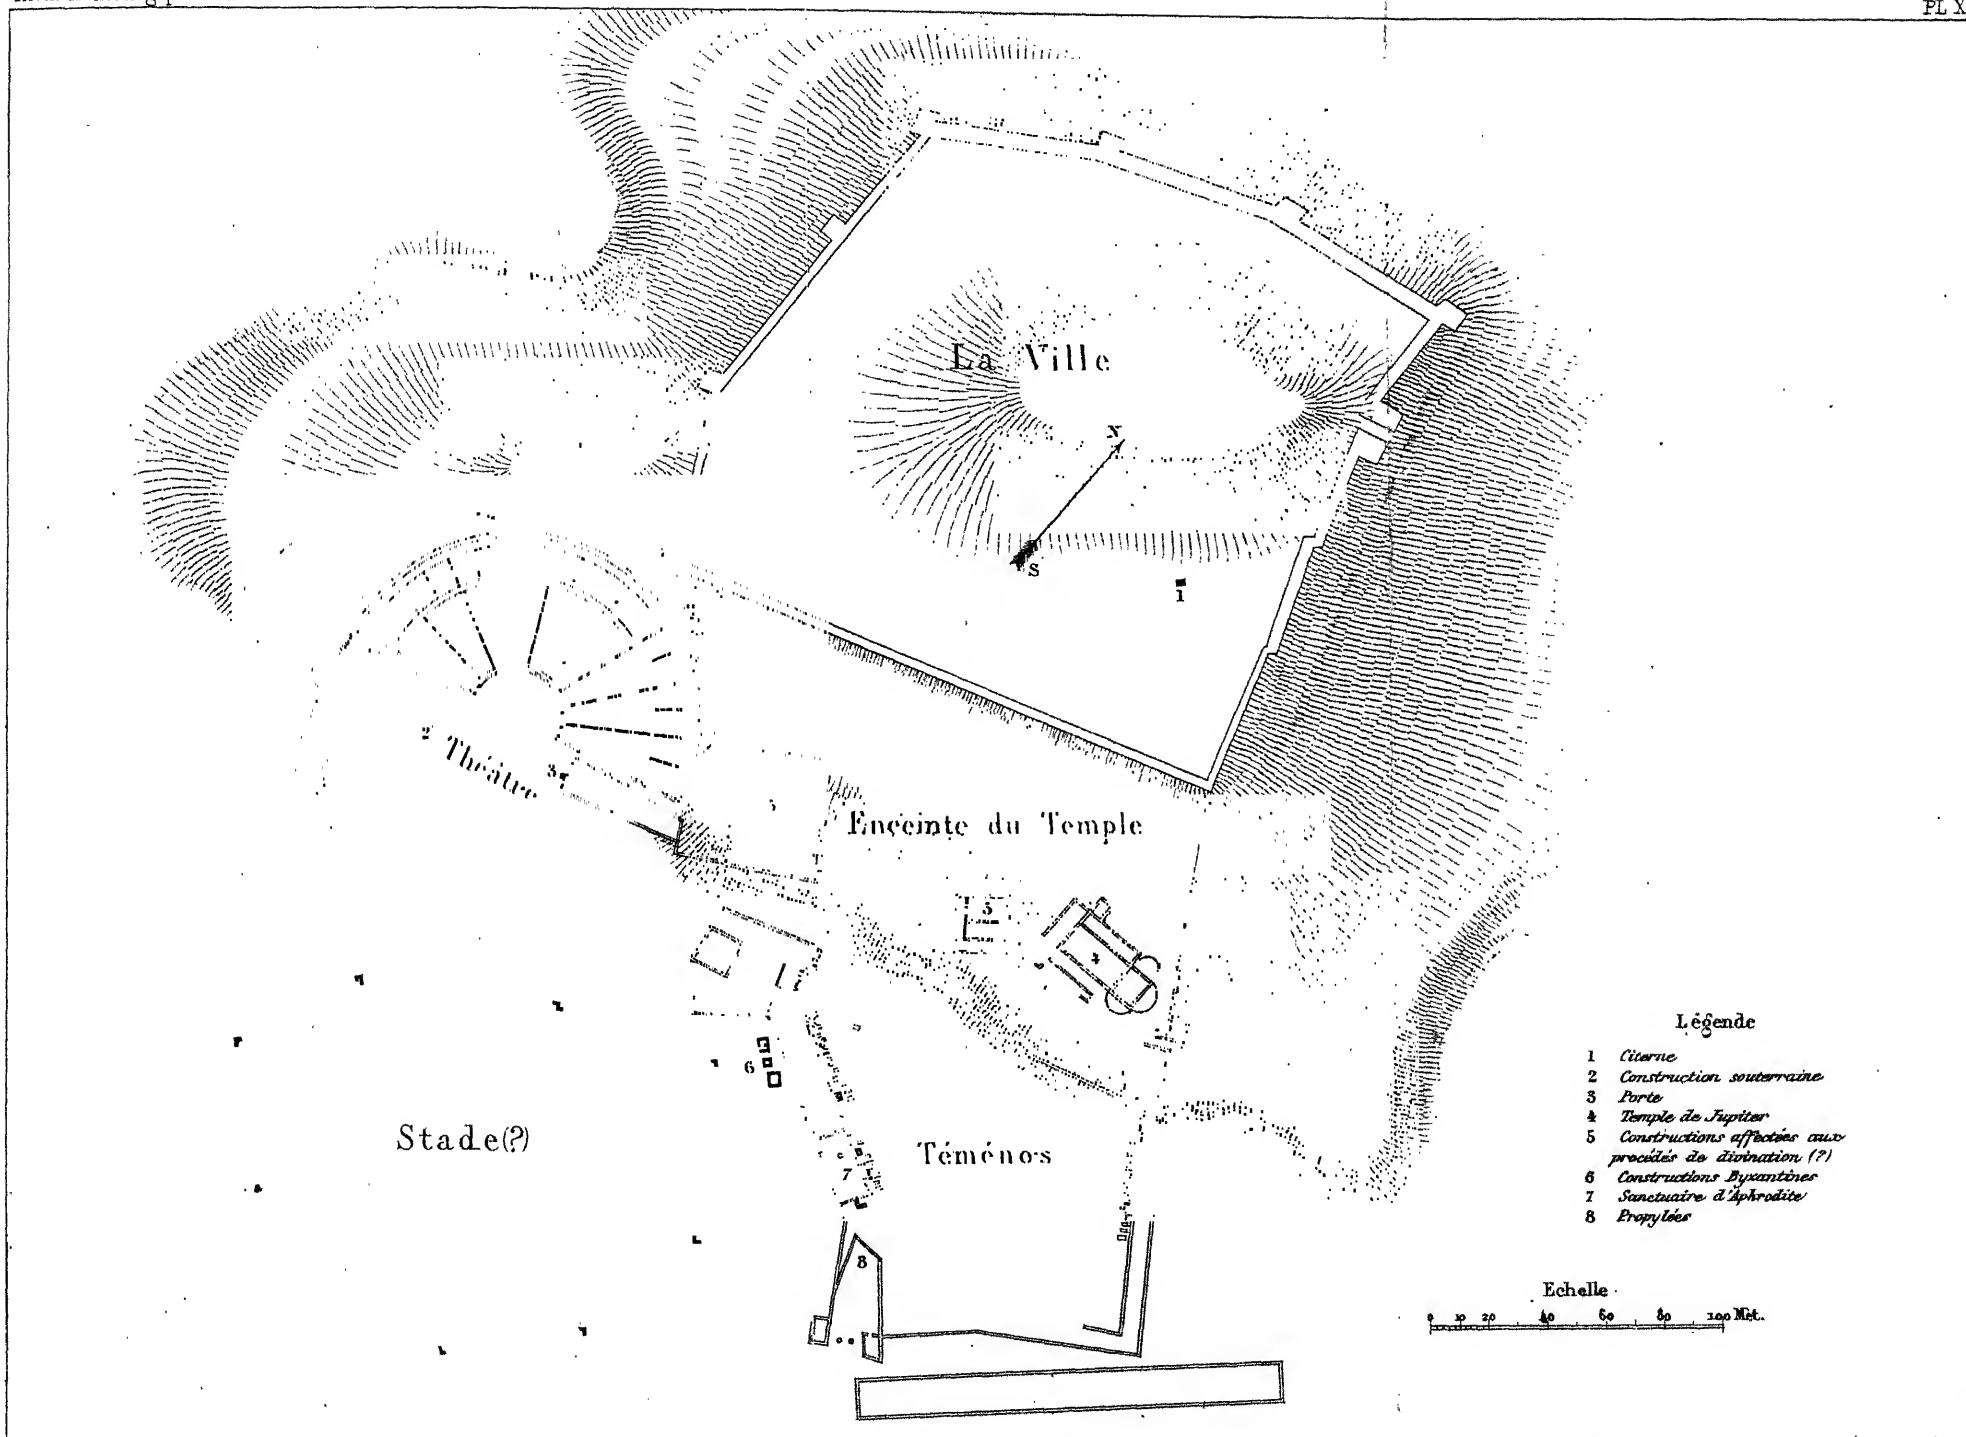 PL X
La Ville
N
S
1
2
Théâtre
3
Enceinte du Temple
5
4
6
Stade(?)
7
Téménos
8
Légende
1 Citerne
2 Construction souterraine
3 Porte
4 Temple de Jupiter
5 Constructions affectées aux
procédés de divination (?)
6 Constructions Byzantines
7 Sanctuaire d'Aphrodite
8 Propylées
Echelle
0 10 20 40 60 80 100 Mèt.